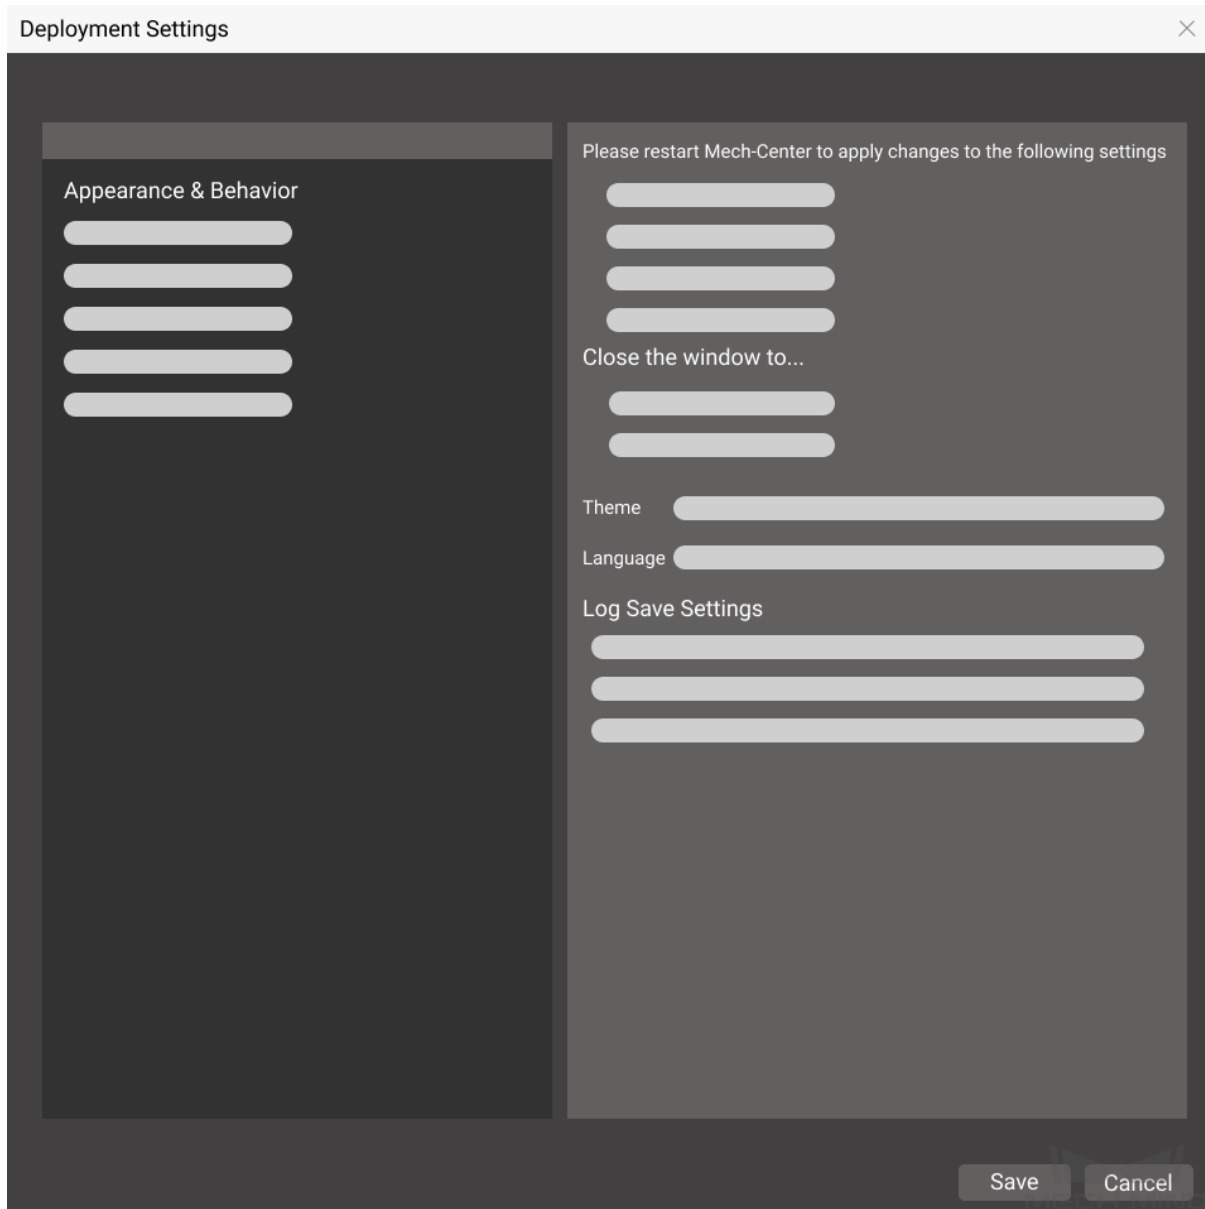 Deployment Settings
Appearance & Behavior
Please restart Mech-Center to apply changes to the following settings
Close the window to...
Theme
Language
Log Save Settings
Save
Cancel